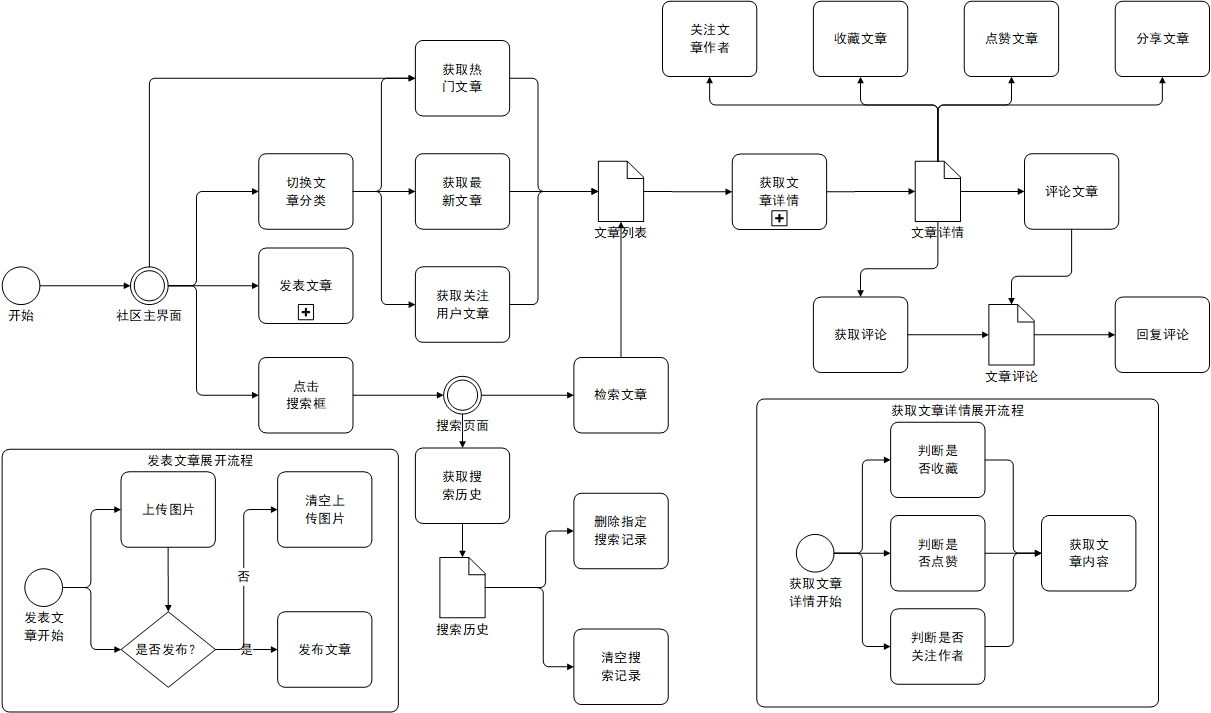 关注文
章作者
收藏文章
点赞文章
分享文章
获取热
门文章
切换文
章分类
获取最
新文章
文章列表
获取文
章详情
文章详情
评论文章
开始
社区主界面
发表文章
获取关注
用户文章
获取评论
文章评论
回复评论
点击
搜索框
搜索页面
检索文章
获取搜
索历史
搜索历史
删除指定
搜索记录
清空搜
索记录
发表文章展开流程
上传图片
清空上
传图片
否
发表文
章开始
是否发布?
是
发布文章
获取文章详情展开流程
判断是
否收藏
获取文章
详情开始
判断是
否点赞
获取文
章内容
判断是否
关注作者